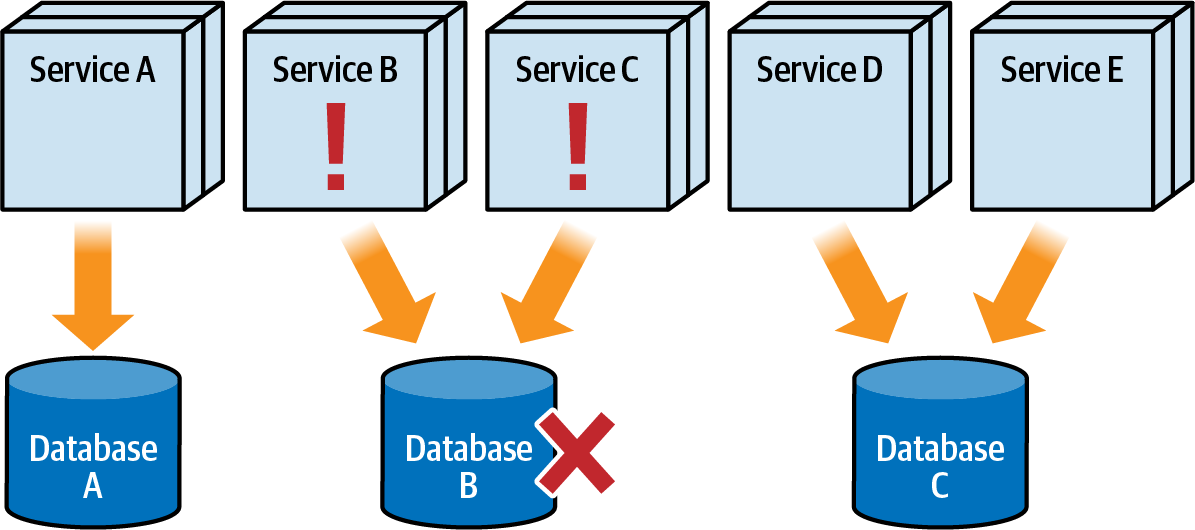 Service A
Service B
Service C
Service D
Service E
!
!
Database
A
Database
B
Database
C